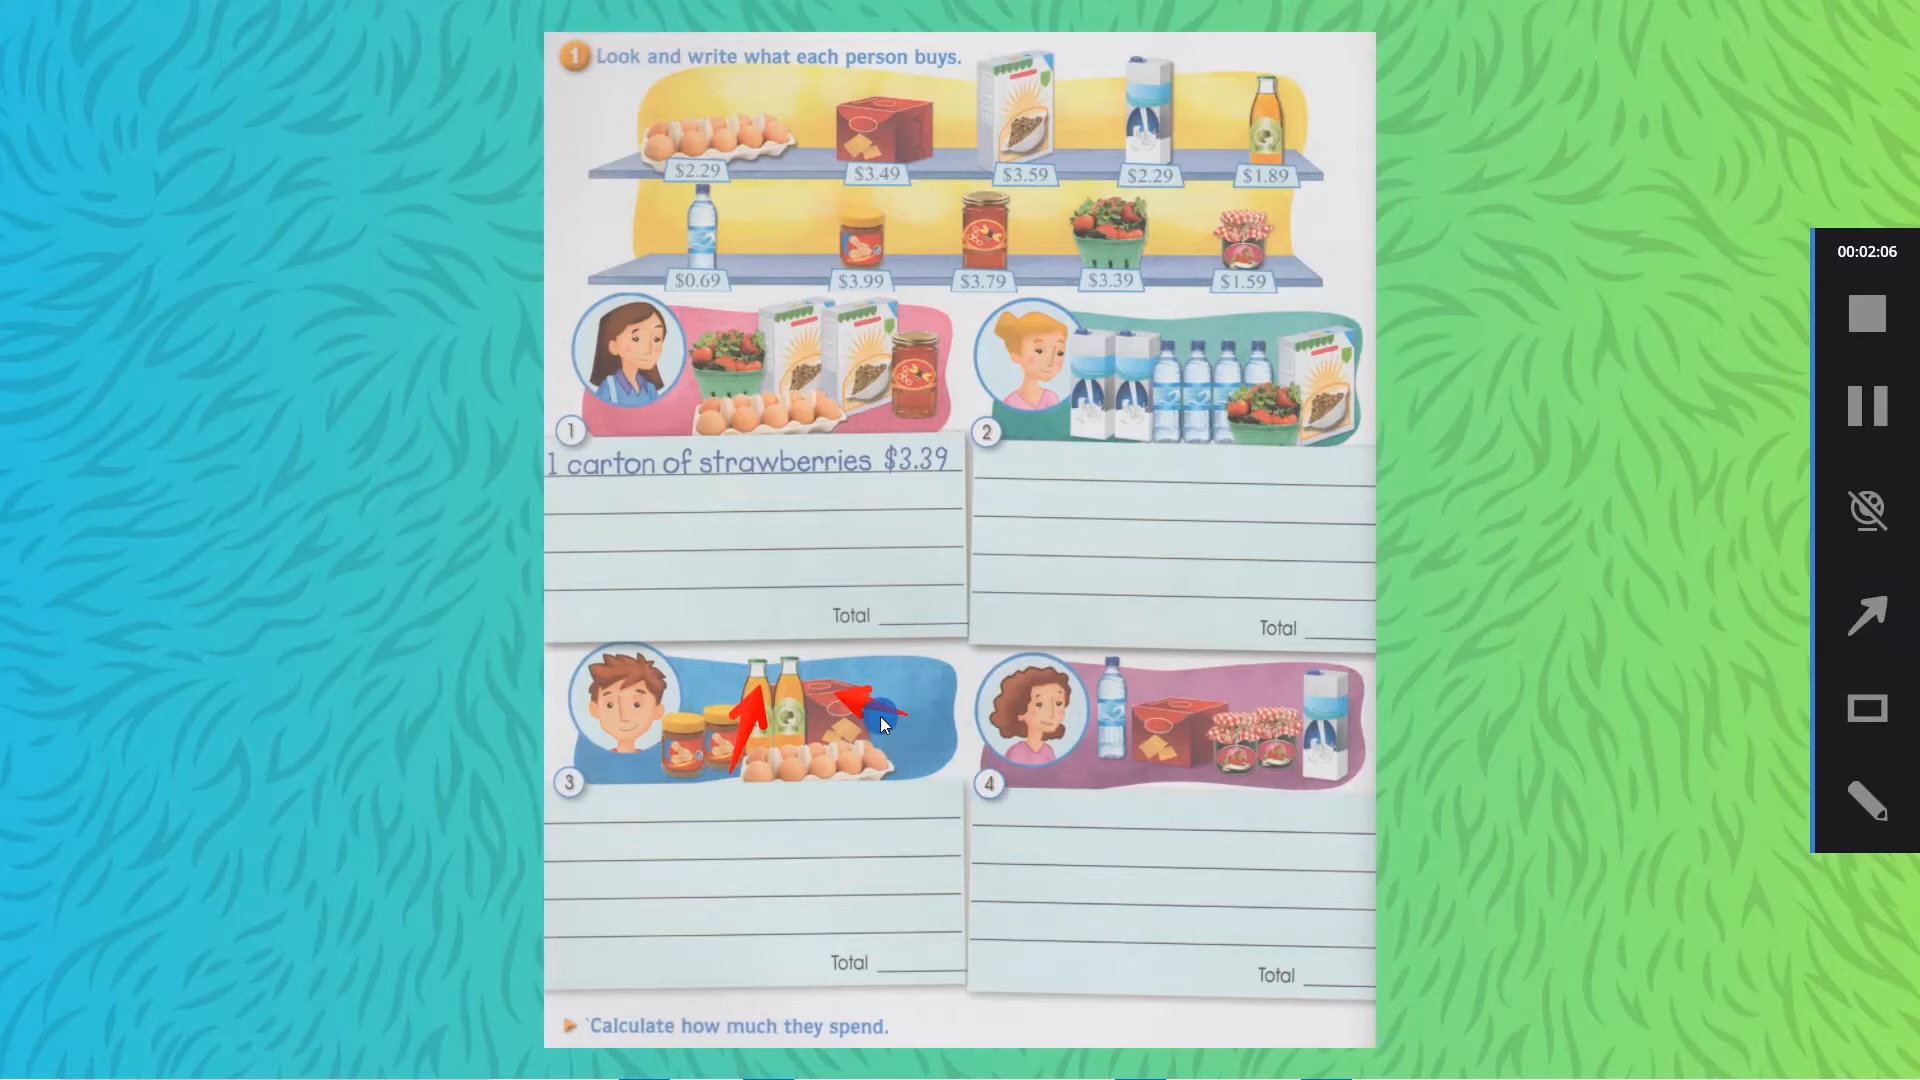 1 Look and write what each person buys.
$2.29 $3.49 $3.59 $2.29 $1.89
$0.69 $3.99 $3.79 $3.39 $1.59
1 2
1 carton of strawberries $3.39
Total Total
3 4
Total Total
Calculate how much they spend.
00:02:06